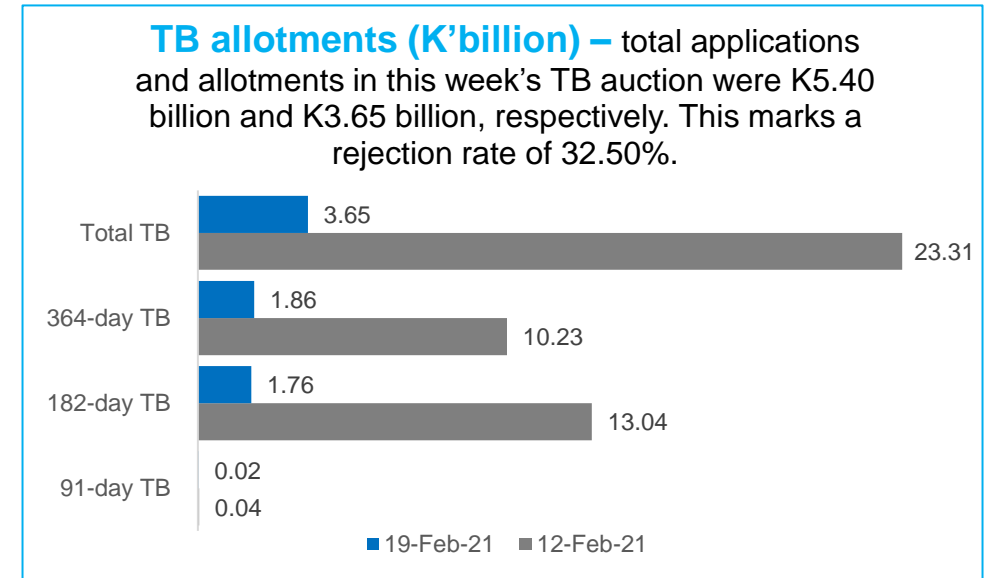 TB allotments (K’billion) – total applications
and allotments in this week’s TB auction were K5.40
billion and K3.65 billion, respectively. This marks a
rejection rate of 32.50%.
Total TB
3.65
23.31
364-day TB
1.86
10.23
182-day TB
1.76
13.04
91-day TB
0.02
0.04
19-Feb-21 12-Feb-21